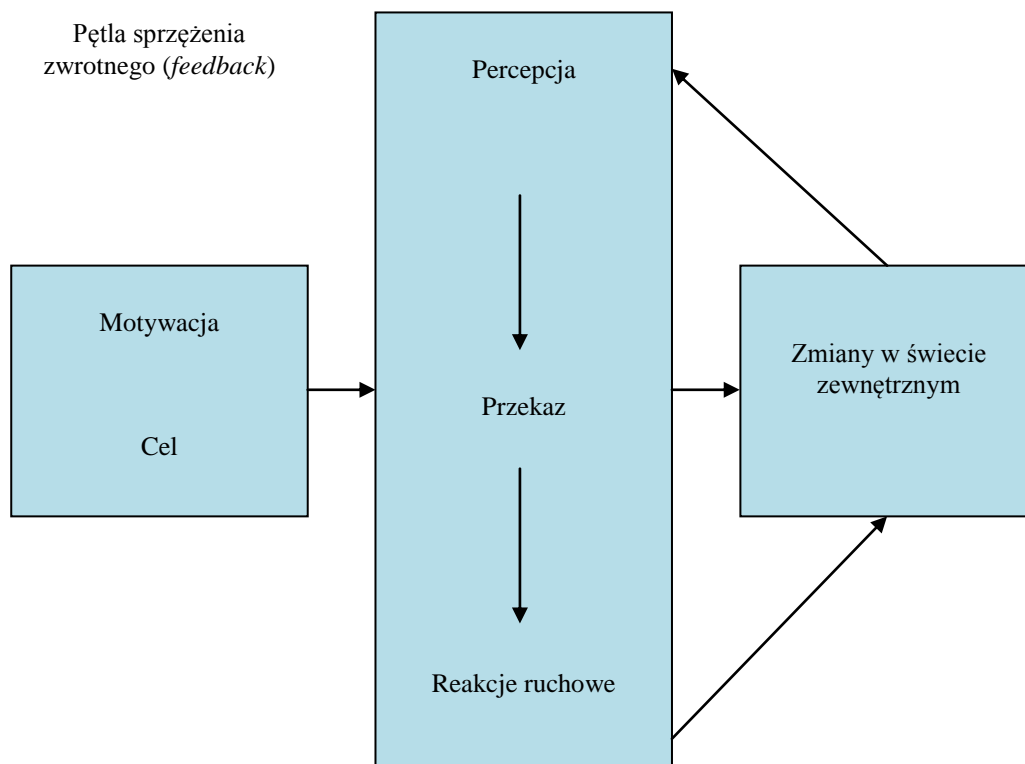 Pętla sprzężenia
zwrotnego (feedback)
Percepcja
Motywacja
Cel
Przekaz
Zmiany w świecie
zewnętrznym
Reakcje ruchowe